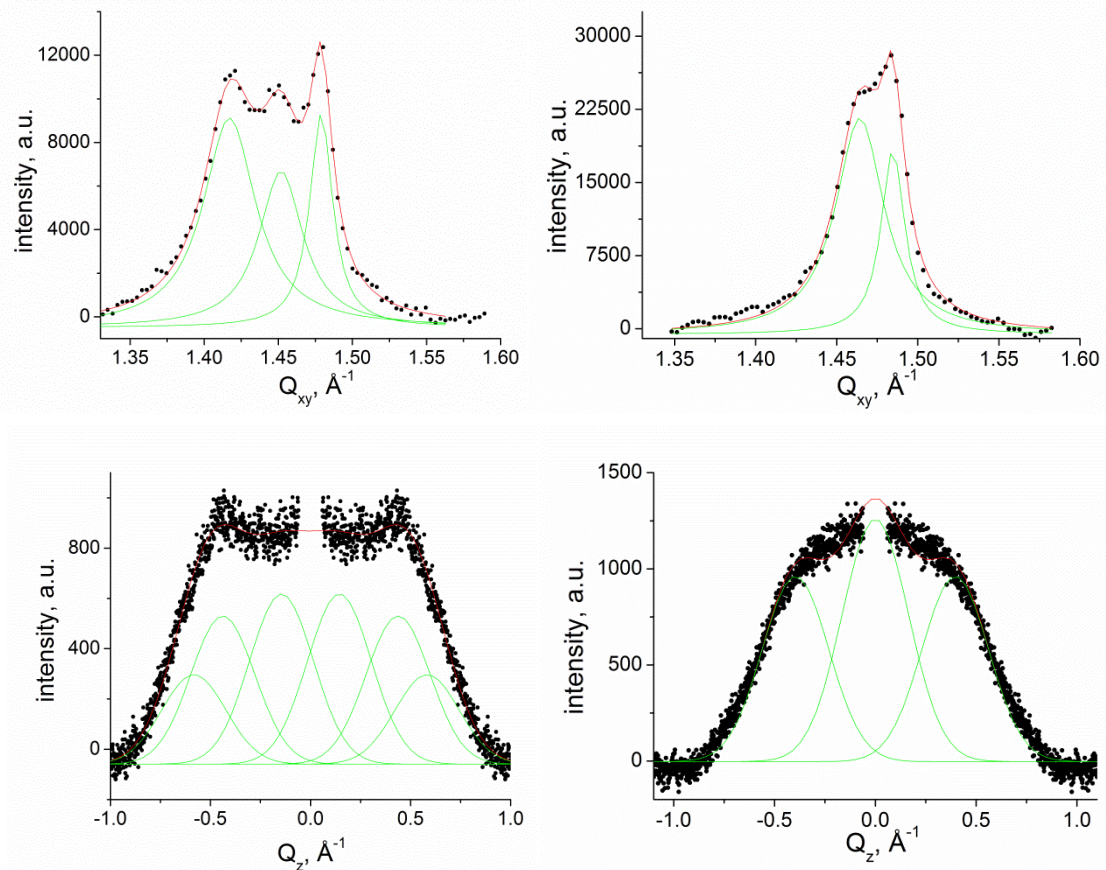 12000
8000
4000
0
intensity, a.u.
1.35 1.40 1.45 1.50 1.55 1.60
Qxy, Å-1
30000
22500
15000
7500
0
intensity, a.u.
1.35 1.40 1.45 1.50 1.55 1.60
Qxy, Å-1
800
400
0
intensity, a.u.
-1.0 -0.5 0.0 0.5 1.0
Qz, Å-1
1500
1000
500
0
intensity, a.u.
-1.0 -0.5 0.0 0.5 1.0
Qz, Å-1